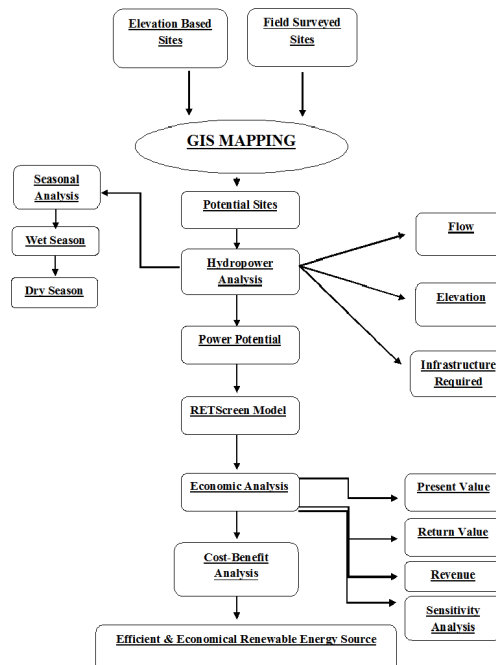 Elevation Based
Sites
Field Surveyed
Sites
GIS MAPPING
Seasonal
Analysis
Potential Sites
Wet Season
Flow
Hydropower
Analysis
Dry Season
Elevation
Power Potential
Infrastructure
Required
RETScreen Model
Economic Analysis
Present Value
Return Value
Cost-Benefit
Analysis
Revenue
Sensitivity
Analysis
Efficient & Economical Renewable Energy Source